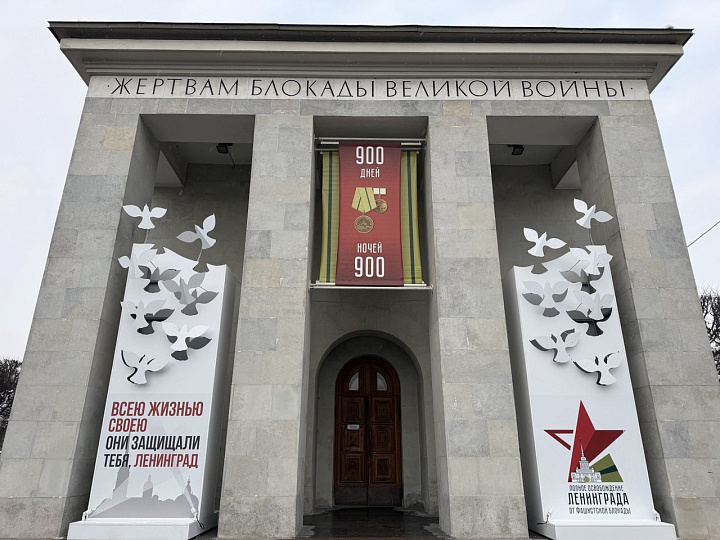 ·ЖЕРТВАМ БЛОКАДЫ ВЕЛИКОЙ ВОЙНЫ·
900
ДНЕЙ
НОЧЕЙ
900
ВСЕЮ ЖИЗНЬЮ
СВОЕЮ
ОНИ ЗАЩИЩАЛИ
ТЕБЯ, ЛЕНИНГРАД
ПОЛНОЕ ОСВОБОЖДЕНИЕ
ЛЕНИНГРАДА
ОТ ФАШИСТСКОЙ БЛОКАДЫ